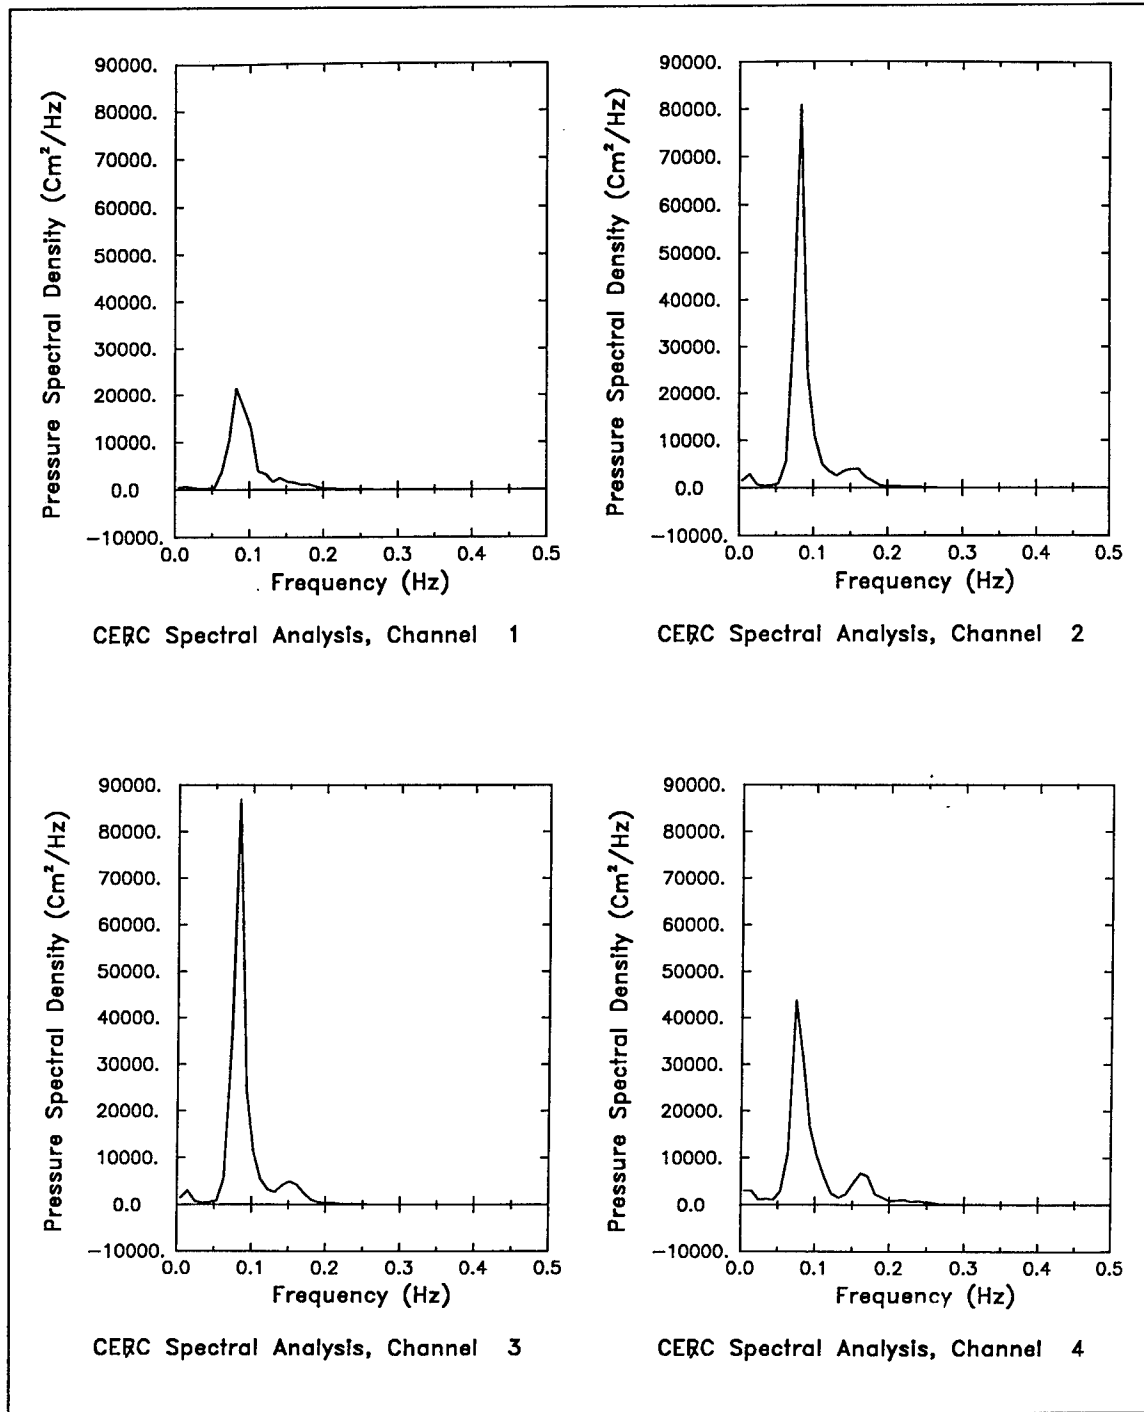 Pressure Spectral Density (Cm²/Hz)
90000.
80000.
70000.
60000.
50000.
40000.
30000.
20000.
10000.
0.0
−10000.
0.0 0.1 0.2 0.3 0.4 0.5
Frequency (Hz)
CERC Spectral Analysis, Channel 1
Pressure Spectral Density (Cm²/Hz)
90000.
80000.
70000.
60000.
50000.
40000.
30000.
20000.
10000.
0.0
−10000.
0.0 0.1 0.2 0.3 0.4 0.5
Frequency (Hz)
CERC Spectral Analysis, Channel 2
Pressure Spectral Density (Cm²/Hz)
90000.
80000.
70000.
60000.
50000.
40000.
30000.
20000.
10000.
0.0
−10000.
0.0 0.1 0.2 0.3 0.4 0.5
Frequency (Hz)
CERC Spectral Analysis, Channel 3
Pressure Spectral Density (Cm²/Hz)
90000.
80000.
70000.
60000.
50000.
40000.
30000.
20000.
10000.
0.0
−10000.
0.0 0.1 0.2 0.3 0.4 0.5
Frequency (Hz)
CERC Spectral Analysis, Channel 4